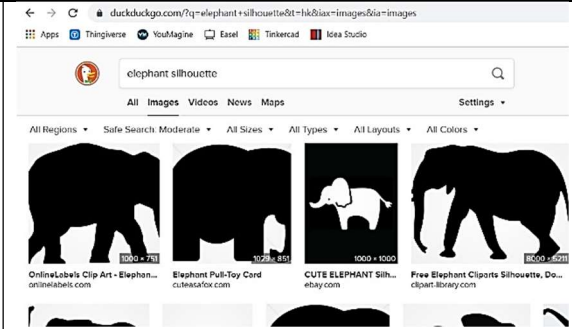 duckduckgo.com/?q=elephant+silhouette&t=hk&iax=images&ia=images
Apps Thingiverse YouMagine Easel Tinkercad Idea Studio
elephant silhouette
All Images Videos News Maps Settings
All Regions Safe Search: Moderate All Sizes All Types All Layouts All Colors
1000 × 751 1029 × 851 1000 × 1000 8000 × 5211
OnlineLabels Clip Art - Elephan... Elephant Pull-Toy Card CUTE ELEPHANT Silh... Free Elephant Cliparts Silhouette, Do...
onlinelabels.com cuteasafox.com ebay.com clipart-library.com